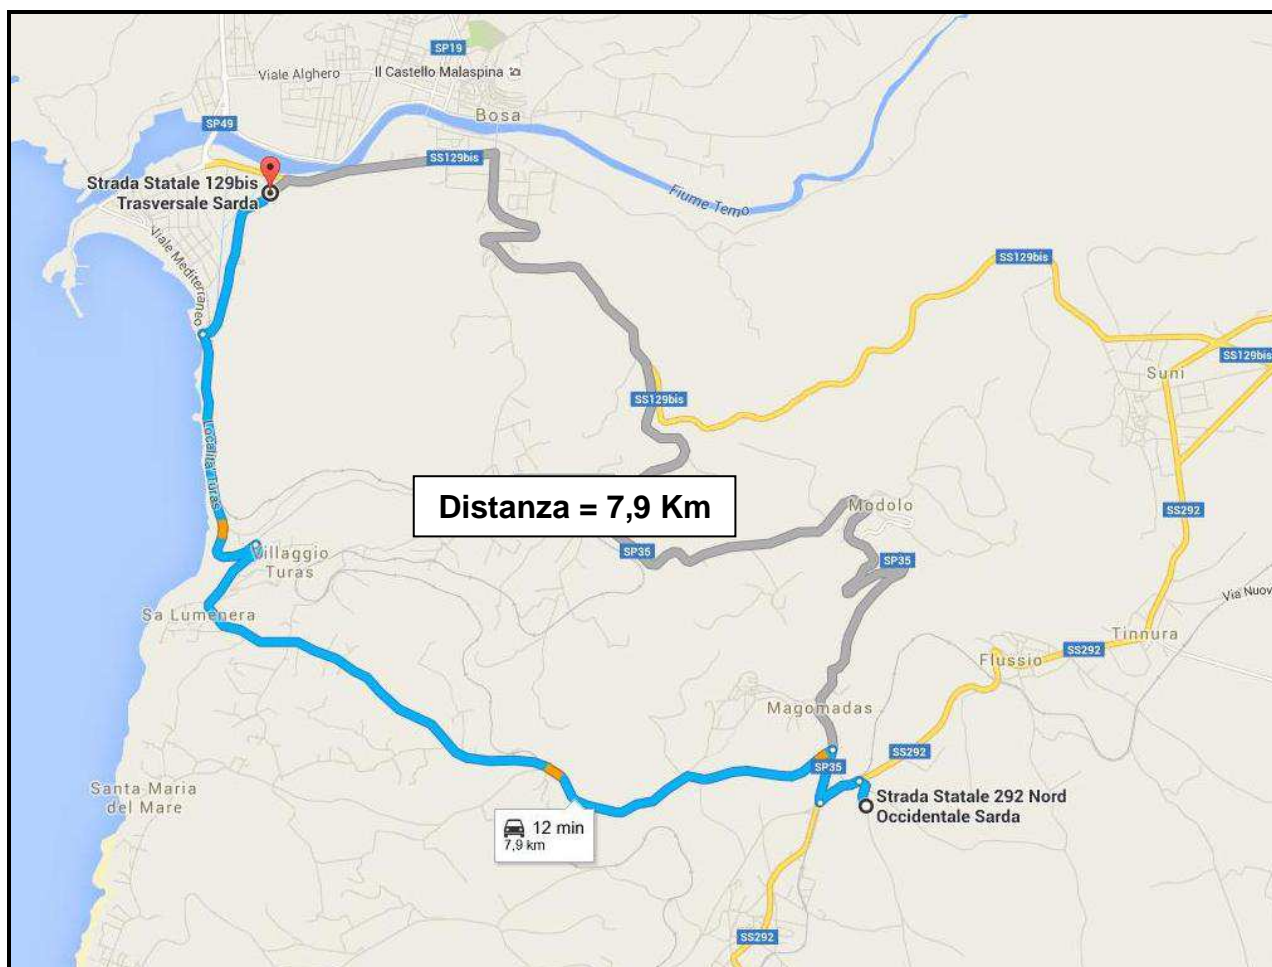 SP19
Viale Alghero
Il Castello Malaspina
Bosa
SP49
SS129bis
Strada Statale 129bis
Trasversale Sarda
Fiume Temo
Viale Mediterraneo
SS129bis
SS129bis
Suni
SS129bis
Località Turas
Distanza = 7,9 Km
Modolo
SS292
SP35
SP35
Villaggio
Turas
Via Nuov
Sa Lumenera
Tinnura
SS292
Flussio
Magomadas
SS292
SP35
Santa Maria
del Mare
Strada Statale 292 Nord
Occidentale Sarda
12 min
7,9 km
SS292